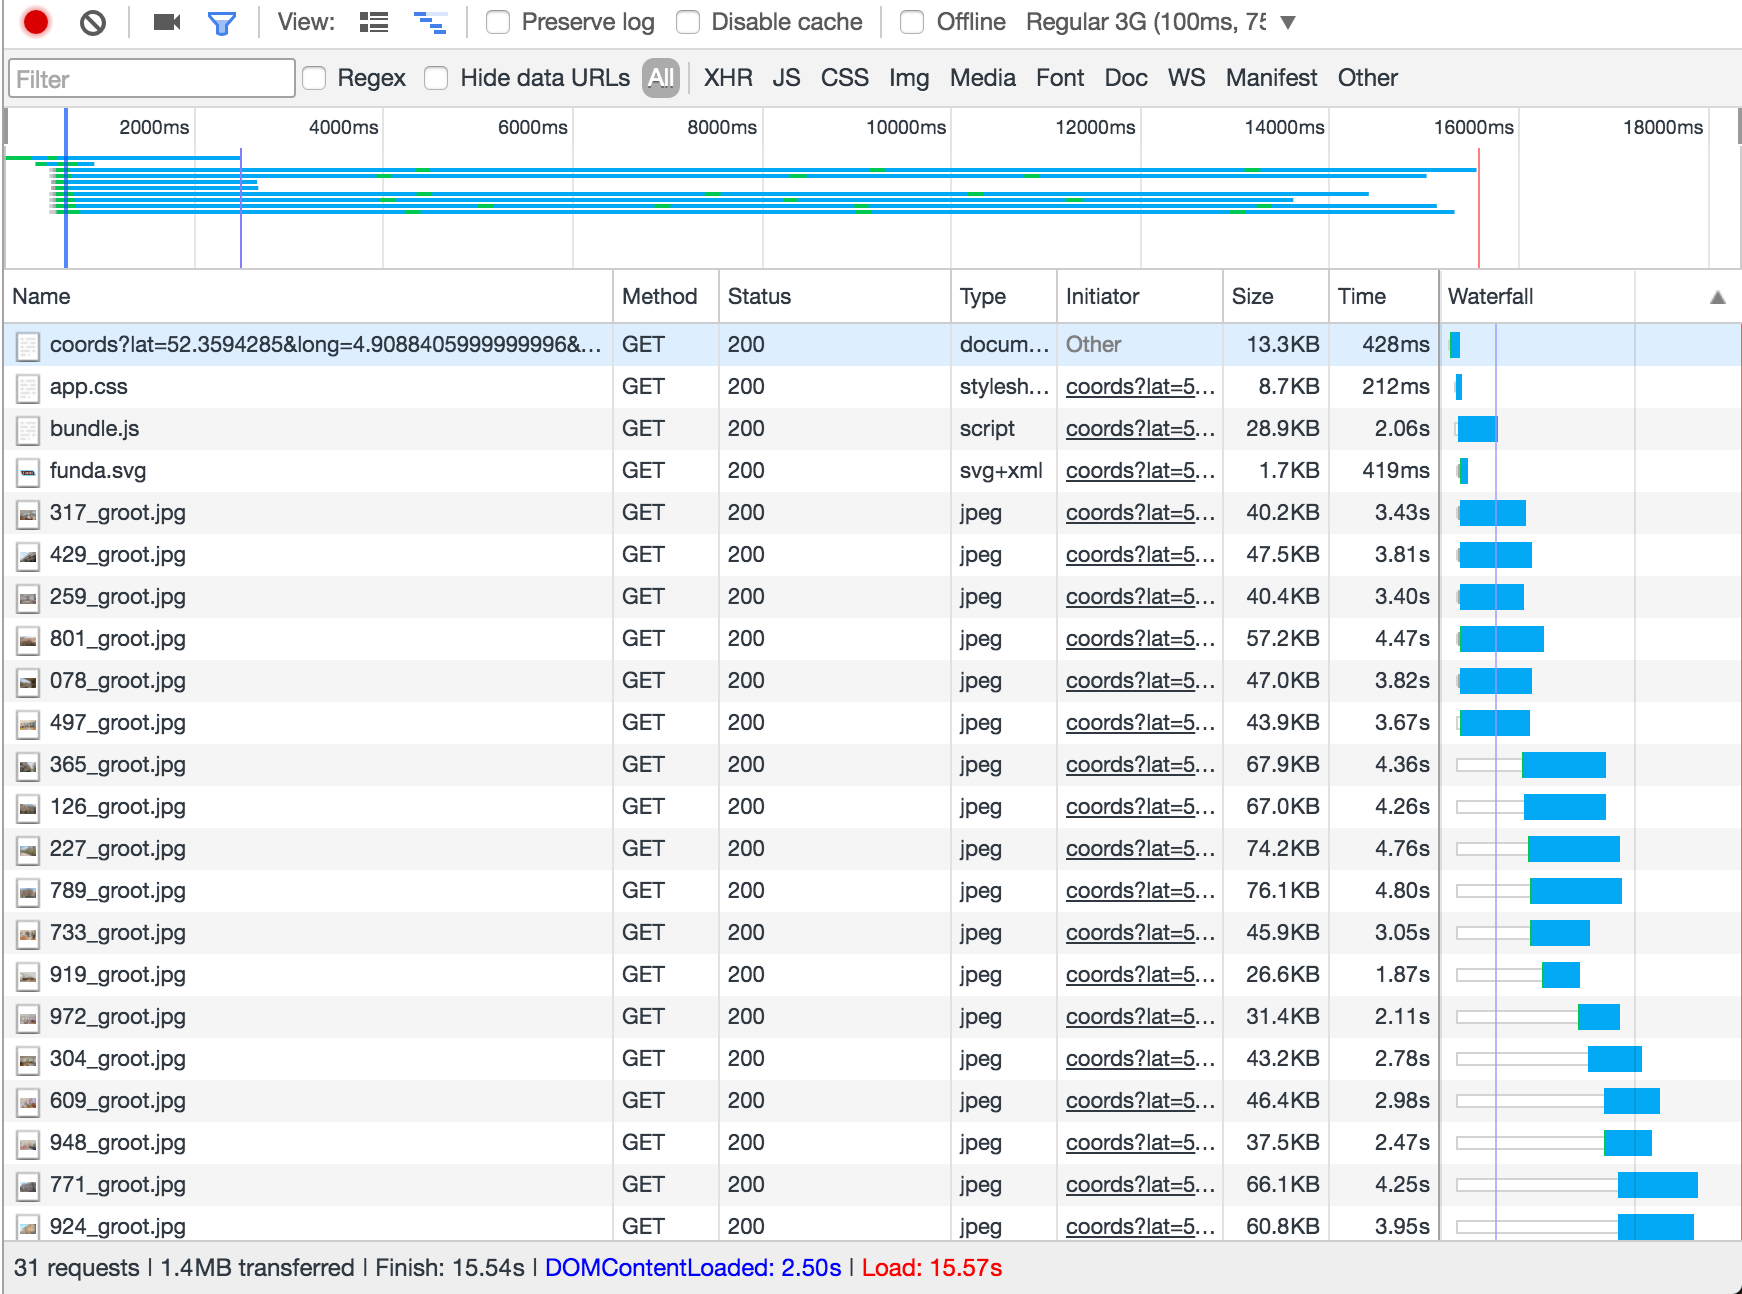 View: Preserve log Disable cache Offline Regular 3G (100ms, 75
Filter Regex Hide data URLs All XHR JS CSS Img Media Font Doc WS Manifest Other
2000ms 4000ms 6000ms 8000ms 10000ms 12000ms 14000ms 16000ms 18000ms
Name Method Status Type Initiator Size Time Waterfall
coords?lat=52.3594285&long=4.9088405999999996&... GET 200 docum... Other 13.3KB 428ms
app.css GET 200 stylesh... coords?lat=5... 8.7KB 212ms
bundle.js GET 200 script coords?lat=5... 28.9KB 2.06s
funda.svg GET 200 svg+xml coords?lat=5... 1.7KB 419ms
317_groot.jpg GET 200 jpeg coords?lat=5... 40.2KB 3.43s
429_groot.jpg GET 200 jpeg coords?lat=5... 47.5KB 3.81s
259_groot.jpg GET 200 jpeg coords?lat=5... 40.4KB 3.40s
801_groot.jpg GET 200 jpeg coords?lat=5... 57.2KB 4.47s
078_groot.jpg GET 200 jpeg coords?lat=5... 47.0KB 3.82s
497_groot.jpg GET 200 jpeg coords?lat=5... 43.9KB 3.67s
365_groot.jpg GET 200 jpeg coords?lat=5... 67.9KB 4.36s
126_groot.jpg GET 200 jpeg coords?lat=5... 67.0KB 4.26s
227_groot.jpg GET 200 jpeg coords?lat=5... 74.2KB 4.76s
789_groot.jpg GET 200 jpeg coords?lat=5... 76.1KB 4.80s
733_groot.jpg GET 200 jpeg coords?lat=5... 45.9KB 3.05s
919_groot.jpg GET 200 jpeg coords?lat=5... 26.6KB 1.87s
972_groot.jpg GET 200 jpeg coords?lat=5... 31.4KB 2.11s
304_groot.jpg GET 200 jpeg coords?lat=5... 43.2KB 2.78s
609_groot.jpg GET 200 jpeg coords?lat=5... 46.4KB 2.98s
948_groot.jpg GET 200 jpeg coords?lat=5... 37.5KB 2.47s
771_groot.jpg GET 200 jpeg coords?lat=5... 66.1KB 4.25s
924_groot.jpg GET 200 jpeg coords?lat=5... 60.8KB 3.95s
31 requests | 1.4MB transferred | Finish: 15.54s | DOMContentLoaded: 2.50s | Load: 15.57s